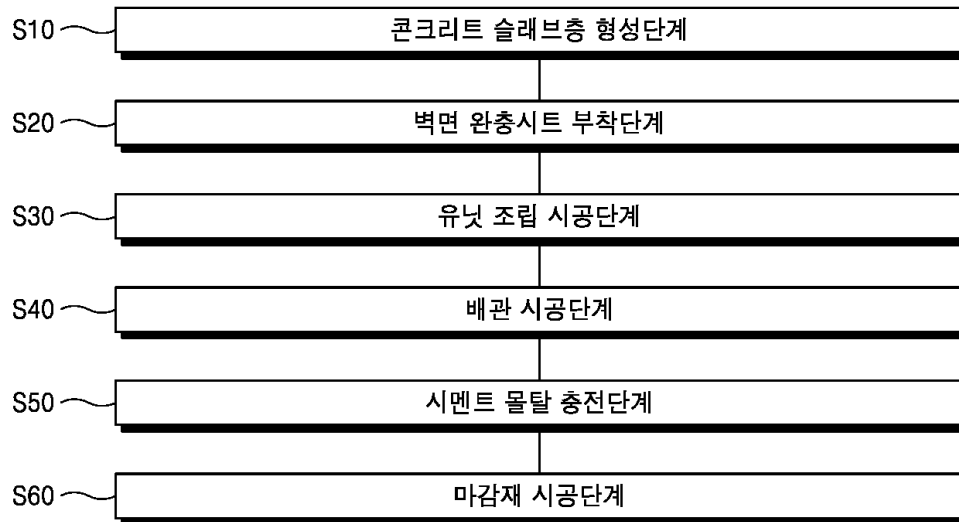 S10 콘크리트 슬래브층 형성단계
S20 벽면 완충시트 부착단계
S30 유닛 조립 시공단계
S40 배관 시공단계
S50 시멘트 몰탈 충전단계
S60 마감재 시공단계